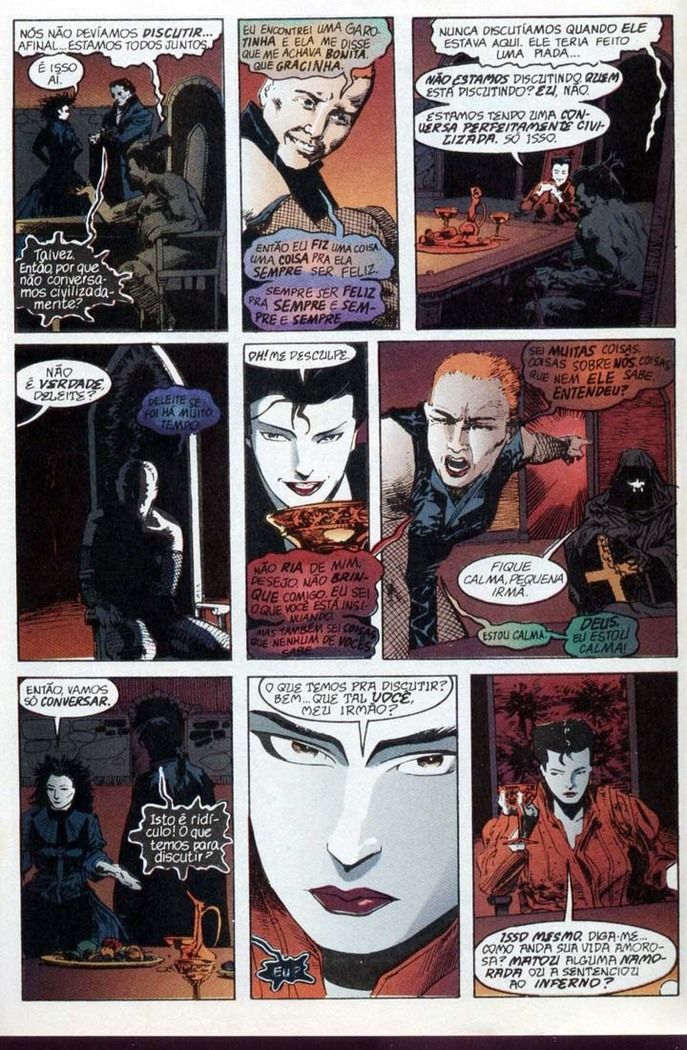 NÓS NÃO DEVÍAMOS DISCUTIR...
AFINAL... ESTAMOS TODOS JUNTOS.
É ISSO
AÍ.
Talvez.
Então, por que
não conversa-
mos civilizada-
mente?
EU ENCONTREI UMA GARO-
TINHA E ELA ME DISSE
QUE ME ACHAVA BONITA.
QUE GRACINHA.
ENTÃO EU FIZ UMA COISA.
UMA COISA PRA ELA
SEMPRE SER FELIZ.
SEMPRE SER FELIZ
PRA SEMPRE E SEM-
PRE E SEMPRE
NUNCA DISCUTÍAMOS QUANDO ELE
ESTAVA AQUI. ELE TERIA FEITO
UMA PIADA...
NÃO ESTAMOS DISCUTINDO. QUEM
ESTÁ DISCUTINDO? EU, NÃO.
ESTAMOS TENDO UMA CON-
VERSA PERFEITAMENTE CIVI-
LIZADA. SÓ ISSO.
NÃO
É VERDADE,
DELEITE?
DELEITE SE
FOI HÁ MUITO
TEMPO.
OH! ME DESCULPE.
NÃO RIA DE MIM,
DESEJO. NÃO BRIN-
QUE COMIGO. EU SEI
O QUE VOCÊ ESTÁ INSI-
NUANDO.
MAS TAMBÉM SEI COISAS
QUE NENHUM DE VOCÊS
SABE.
SEI MUITAS COISAS.
COISAS SOBRE NÓS, COISAS
QUE NEM ELE SABE.
ENTENDEU?
FIQUE
CALMA, PEQUENA
IRMÃ.
ESTOU CALMA.
DEUS,
EU ESTOU
CALMA!
ENTÃO, VAMOS
SÓ CONVERSAR.
Isto é ridí-
culo! O que
temos para
discutir?
O QUE TEMOS PRA DISCUTIR?
BEM... QUE TAL VOCÊ,
MEU IRMÃO?
EU?
ISSO MESMO. DIGA-ME...
COMO ANDA SUA VIDA AMORO-
SA? MATOU ALGUMA NAMO-
RADA OU A SENTENCIOU
AO INFERNO?